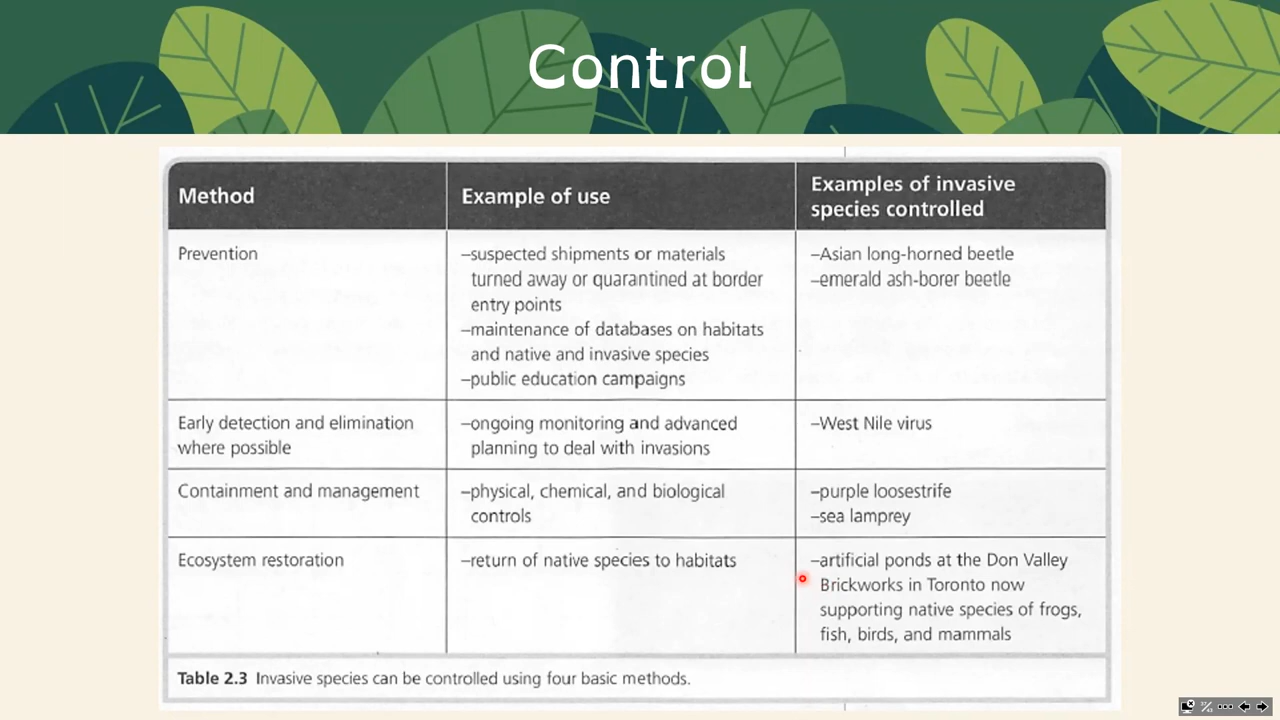 Control
Method
Example of use
Examples of invasive
species controlled
Prevention
–suspected shipments or materials
turned away or quarantined at border
entry points
–maintenance of databases on habitats
and native and invasive species
–public education campaigns
–Asian long-horned beetle
–emerald ash-borer beetle
Early detection and elimination
where possible
–ongoing monitoring and advanced
planning to deal with invasions
–West Nile virus
Containment and management
–physical, chemical, and biological
controls
–purple loosestrife
–sea lamprey
Ecosystem restoration
–return of native species to habitats
–artificial ponds at the Don Valley
Brickworks in Toronto now
supporting native species of frogs,
fish, birds, and mammals
Table 2.3 Invasive species can be controlled using four basic methods.